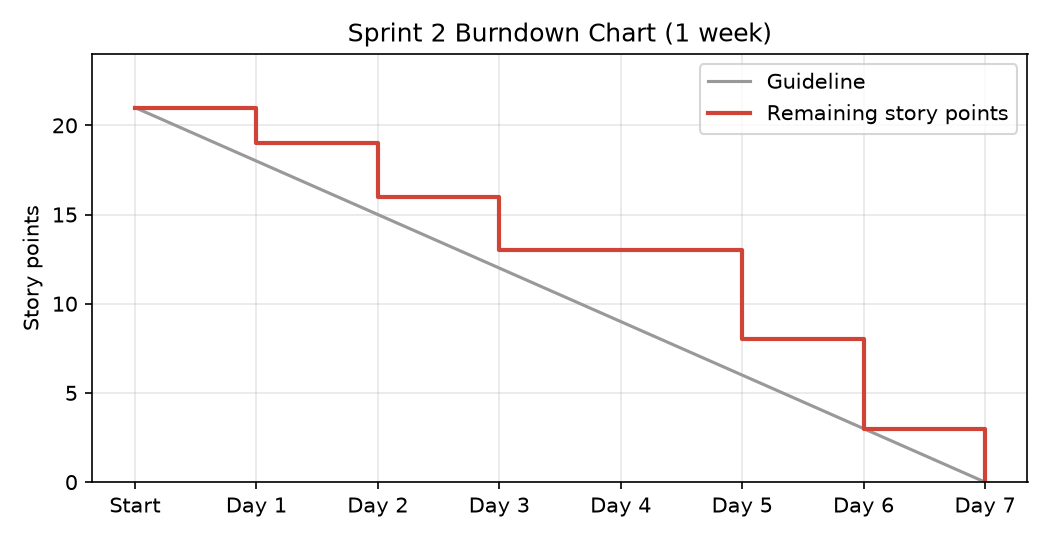 Sprint 2 Burndown Chart (1 week)
Guideline
Remaining story points
Story points
20
15
10
5
0
Start Day 1 Day 2 Day 3 Day 4 Day 5 Day 6 Day 7